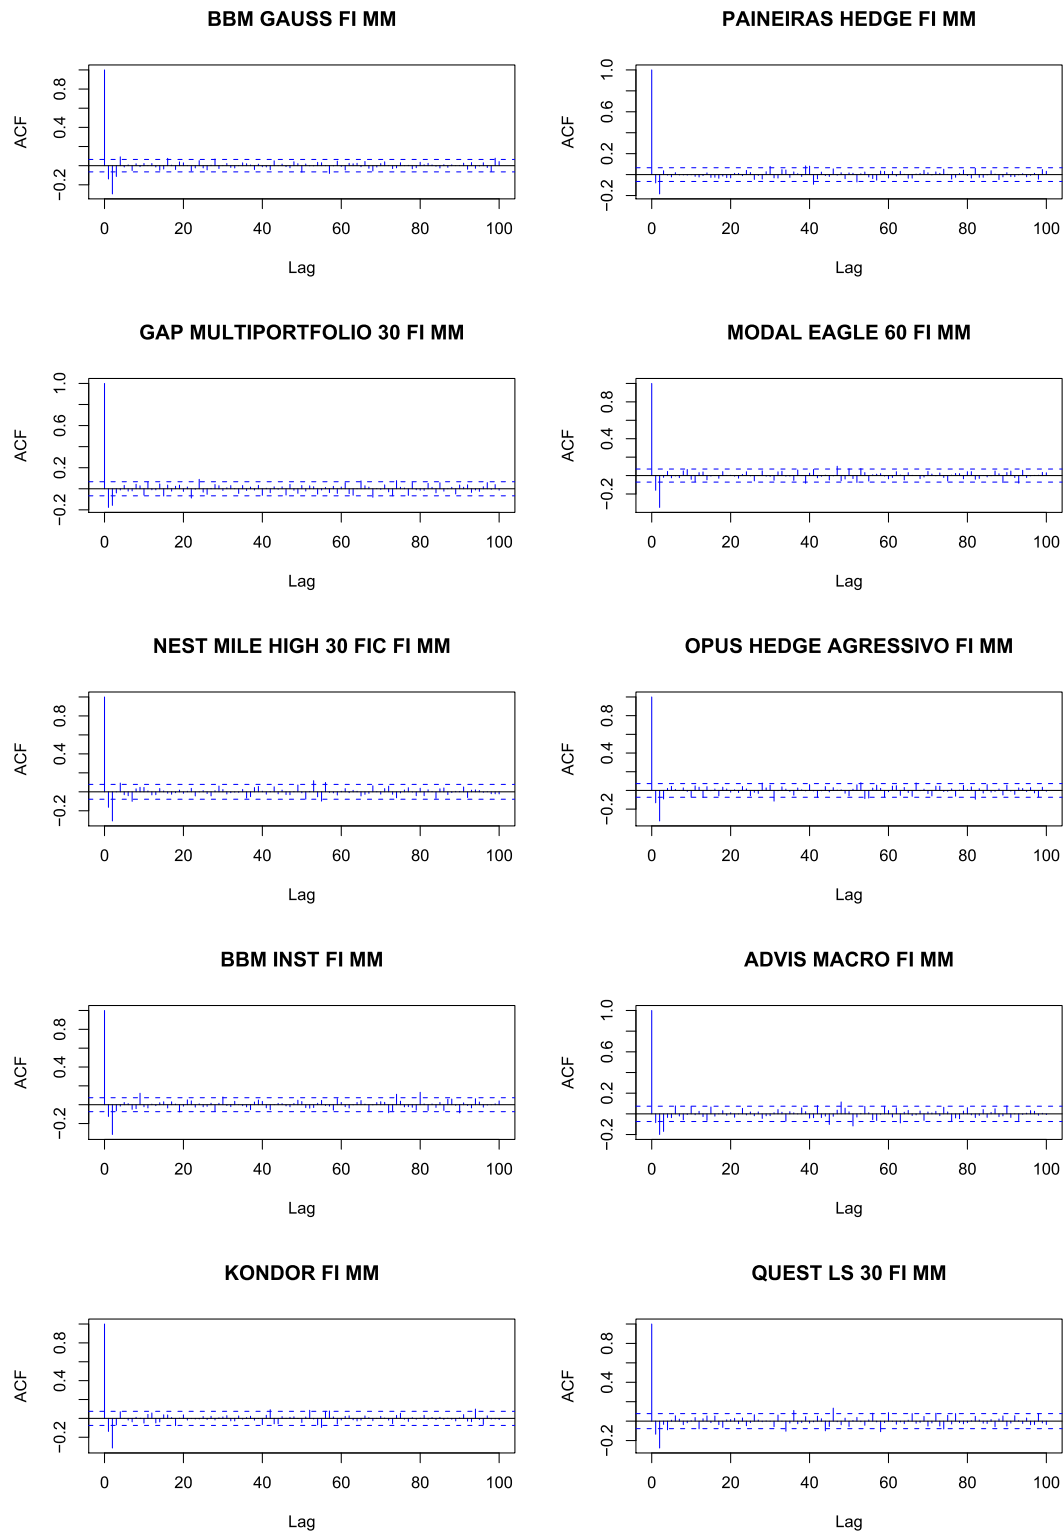 BBM GAUSS FI MM
ACF
−0.2 0.4 0.8
0 20 40 60 80 100
Lag
PAINEIRAS HEDGE FI MM
ACF
−0.2 0.2 0.6 1.0
0 20 40 60 80 100
Lag
GAP MULTIPORTFOLIO 30 FI MM
ACF
−0.2 0.2 0.6 1.0
0 20 40 60 80 100
Lag
MODAL EAGLE 60 FI MM
ACF
−0.2 0.4 0.8
0 20 40 60 80 100
Lag
NEST MILE HIGH 30 FIC FI MM
ACF
−0.2 0.4 0.8
0 20 40 60 80 100
Lag
OPUS HEDGE AGRESSIVO FI MM
ACF
−0.2 0.4 0.8
0 20 40 60 80 100
Lag
BBM INST FI MM
ACF
−0.2 0.4 0.8
0 20 40 60 80 100
Lag
ADVIS MACRO FI MM
ACF
−0.2 0.2 0.6 1.0
0 20 40 60 80 100
Lag
KONDOR FI MM
ACF
−0.2 0.4 0.8
0 20 40 60 80 100
Lag
QUEST LS 30 FI MM
ACF
−0.2 0.4 0.8
0 20 40 60 80 100
Lag